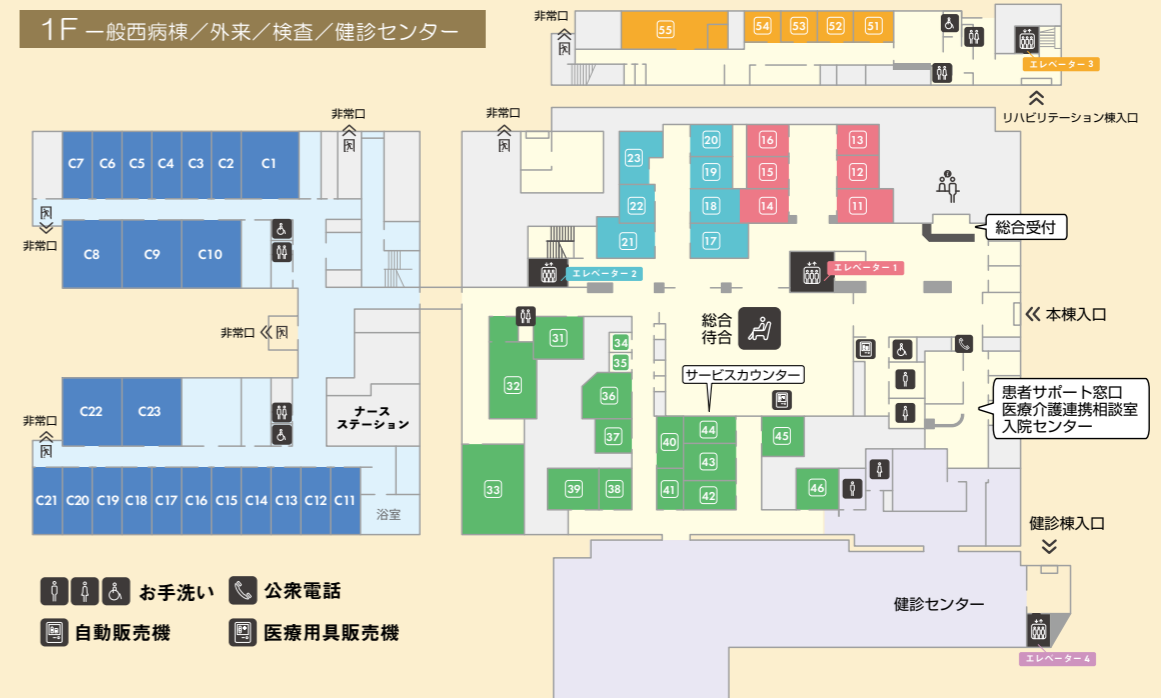 1F 一般西病棟／外来／検査／健診センター
非常口
55
54
53
52
51
エレベーター 3
リハビリテーション棟入口
非常口
非常口
C7
C6
C5
C4
C3
C2
C1
23
22
21
20
19
18
17
16
15
14
13
12
11
総合受付
非常口
C8
C9
C10
エレベーター 2
エレベーター 1
非常口
総合
待合
本棟入口
サービスカウンター
31
32
33
34
35
36
37
38
39
40
41
42
43
44
45
46
患者サポート窓口
医療介護連携相談室
入院センター
C22
C23
ナース
ステーション
非常口
C21
C20
C19
C18
C17
C16
C15
C14
C13
C12
C11
浴室
健診棟入口
健診センター
エレベーター 4
お手洗い
公衆電話
自動販売機
医療用具販売機